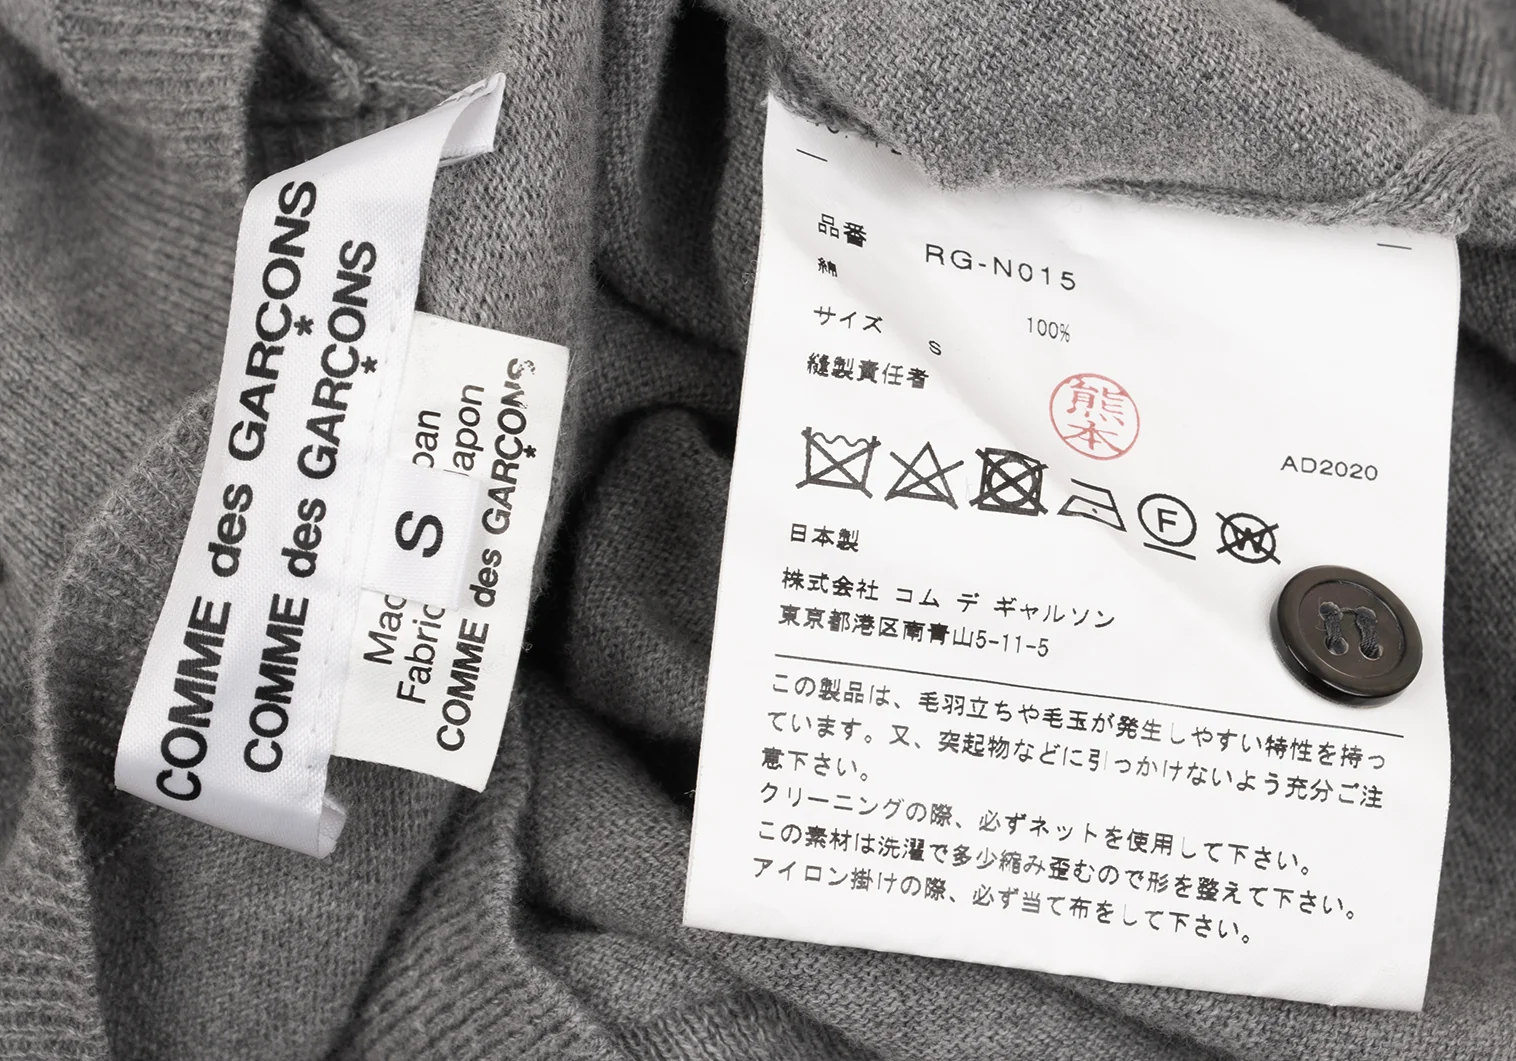 COMME des GARÇONS
COMME des GARÇONS
S
COMME des GARÇONS
品番 RG-N015
綿 100%
サイズ S
縫製責任者
熊本
AD2020
F
W
日本製
株式会社 コム デ ギャルソン
東京都港区南青山5-11-5
この製品は、毛羽立ちや毛玉が発生しやすい特性を持っ
ています。又、突起物などに引っかけないよう充分ご注
意下さい。
クリーニングの際、必ずネットを使用して下さい。
この素材は洗濯で多少縮み歪むので形を整えて下さい。
アイロン掛けの際、必ず当て布をして下さい。